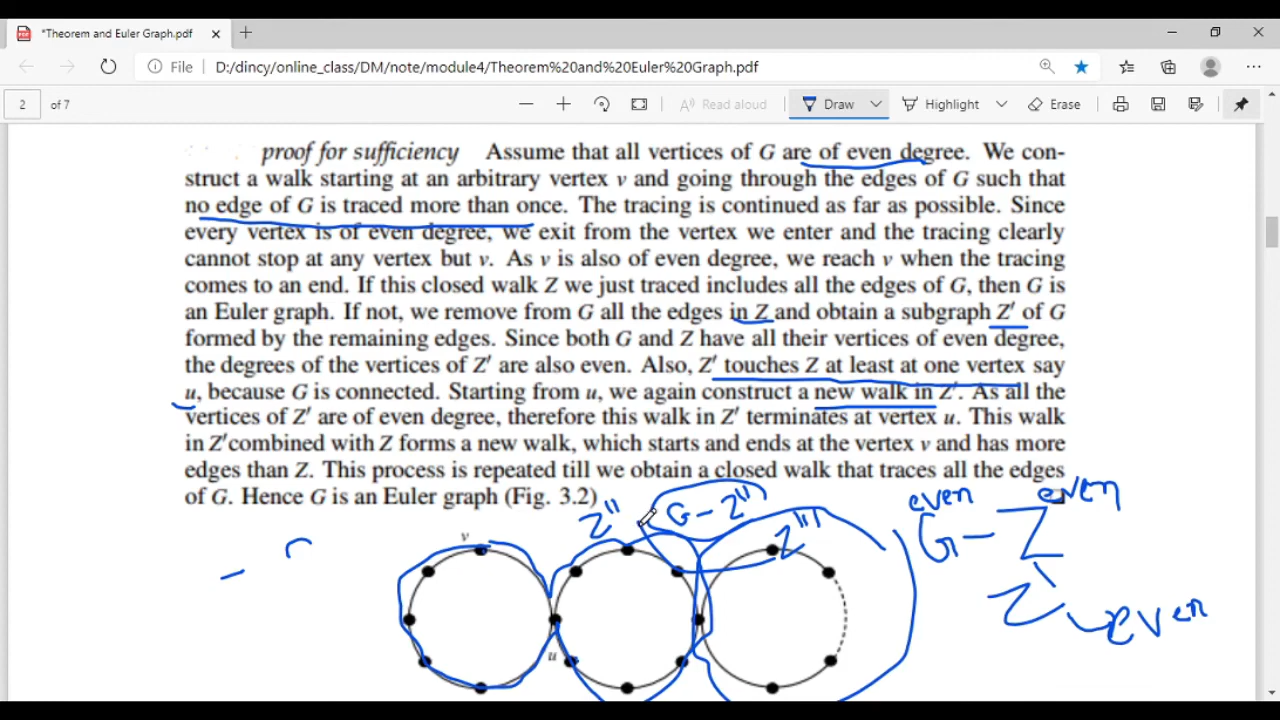 *Theorem and Euler Graph.pdf
File D:/dincy/online_class/DM/note/module4/Theorem%20and%20Euler%20Graph.pdf
2 of 7 Read aloud Draw Highlight Erase
proof for sufficiency Assume that all vertices of G are of even degree. We con-
struct a walk starting at an arbitrary vertex v and going through the edges of G such that
no edge of G is traced more than once. The tracing is continued as far as possible. Since
every vertex is of even degree, we exit from the vertex we enter and the tracing clearly
cannot stop at any vertex but v. As v is also of even degree, we reach v when the tracing
comes to an end. If this closed walk Z we just traced includes all the edges of G, then G is
an Euler graph. If not, we remove from G all the edges in Z and obtain a subgraph Z′ of G
formed by the remaining edges. Since both G and Z have all their vertices of even degree,
the degrees of the vertices of Z′ are also even. Also, Z′ touches Z at least at one vertex say
u, because G is connected. Starting from u, we again construct a new walk in Z′. As all the
vertices of Z′ are of even degree, therefore this walk in Z′ terminates at vertex u. This walk
in Z′combined with Z forms a new walk, which starts and ends at the vertex v and has more
edges than Z. This process is repeated till we obtain a closed walk that traces all the edges
of G. Hence G is an Euler graph (Fig. 3.2)
even even
Z'' G - Z'' G - Z
v Z'''
Z' even
u